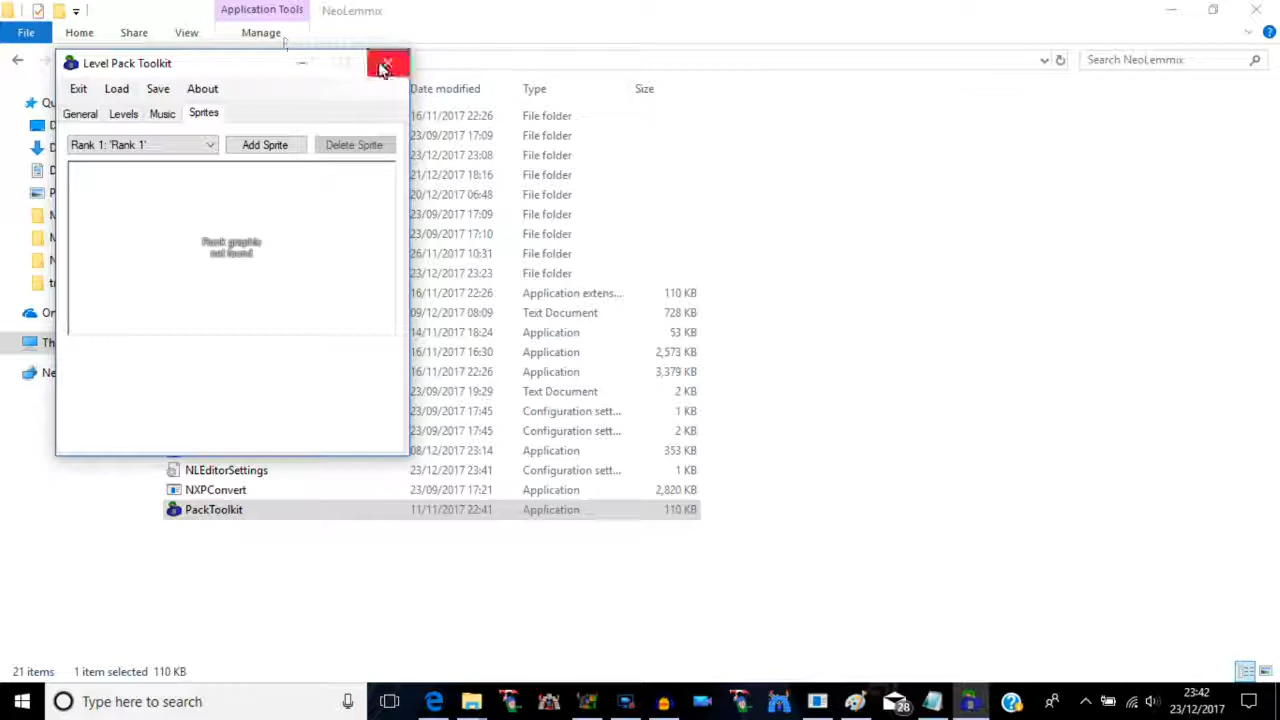 Application Tools
NeoLemmix
File
Home
Share
View
Manage
Search NeoLemmix
Level Pack Toolkit
Exit
Load
Save
About
General
Levels
Music
Sprites
Rank 1: 'Rank 1'
Add Sprite
Delete Sprite
Rank graphic
not found
Date modified
Type
Size
16/11/2017 22:26
File folder
23/09/2017 17:09
File folder
23/12/2017 23:08
File folder
21/12/2017 18:16
File folder
20/12/2017 06:48
File folder
23/09/2017 17:09
File folder
23/09/2017 17:10
File folder
26/11/2017 10:31
File folder
23/12/2017 23:23
File folder
16/11/2017 22:26
Application extens...
110 KB
09/12/2017 08:09
Text Document
728 KB
14/11/2017 18:24
Application
53 KB
16/11/2017 16:30
Application
2,573 KB
16/11/2017 22:26
Application
3,379 KB
23/09/2017 19:29
Text Document
2 KB
23/09/2017 17:45
Configuration sett...
1 KB
23/09/2017 17:45
Configuration sett...
2 KB
08/12/2017 23:14
Application
353 KB
NLEditorSettings
23/12/2017 23:41
Configuration sett...
1 KB
NXPConvert
23/09/2017 17:21
Application
2,820 KB
PackToolkit
11/11/2017 22:41
Application
110 KB
21 items
1 item selected 110 KB
Type here to search
28
23:42
23/12/2017